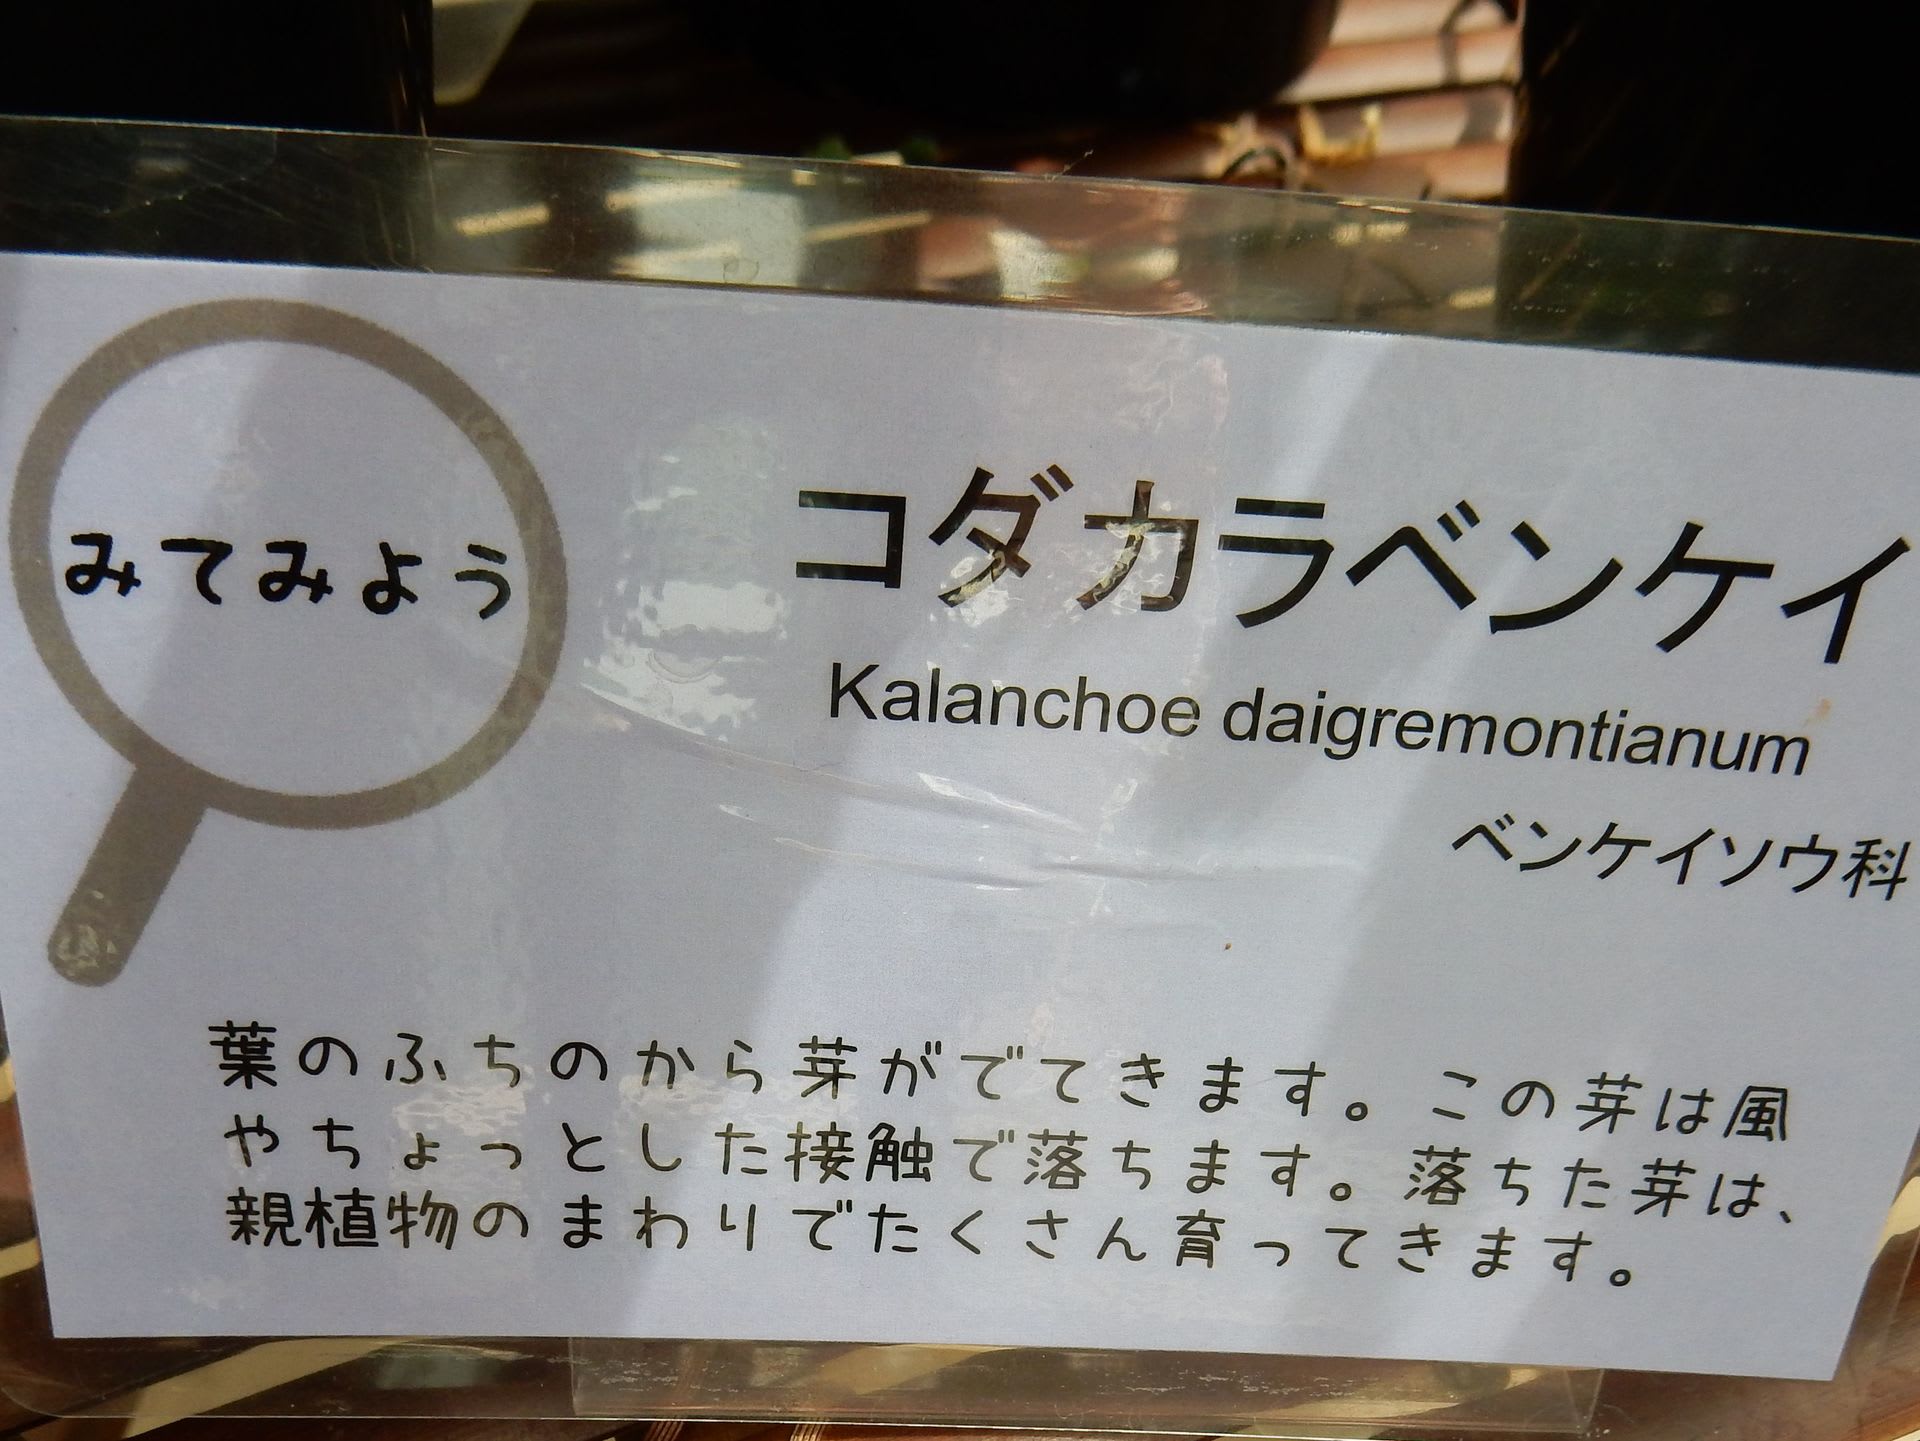 みてみよう
コダカラベンケイ
Kalanchoe daigremontianum
ベンケイソウ科
葉のふちのから芽がでてきます。この芽は風
やちょっとした接触で落ちます。落ちた芽は、
親植物のまわりでたくさん育ってきます。